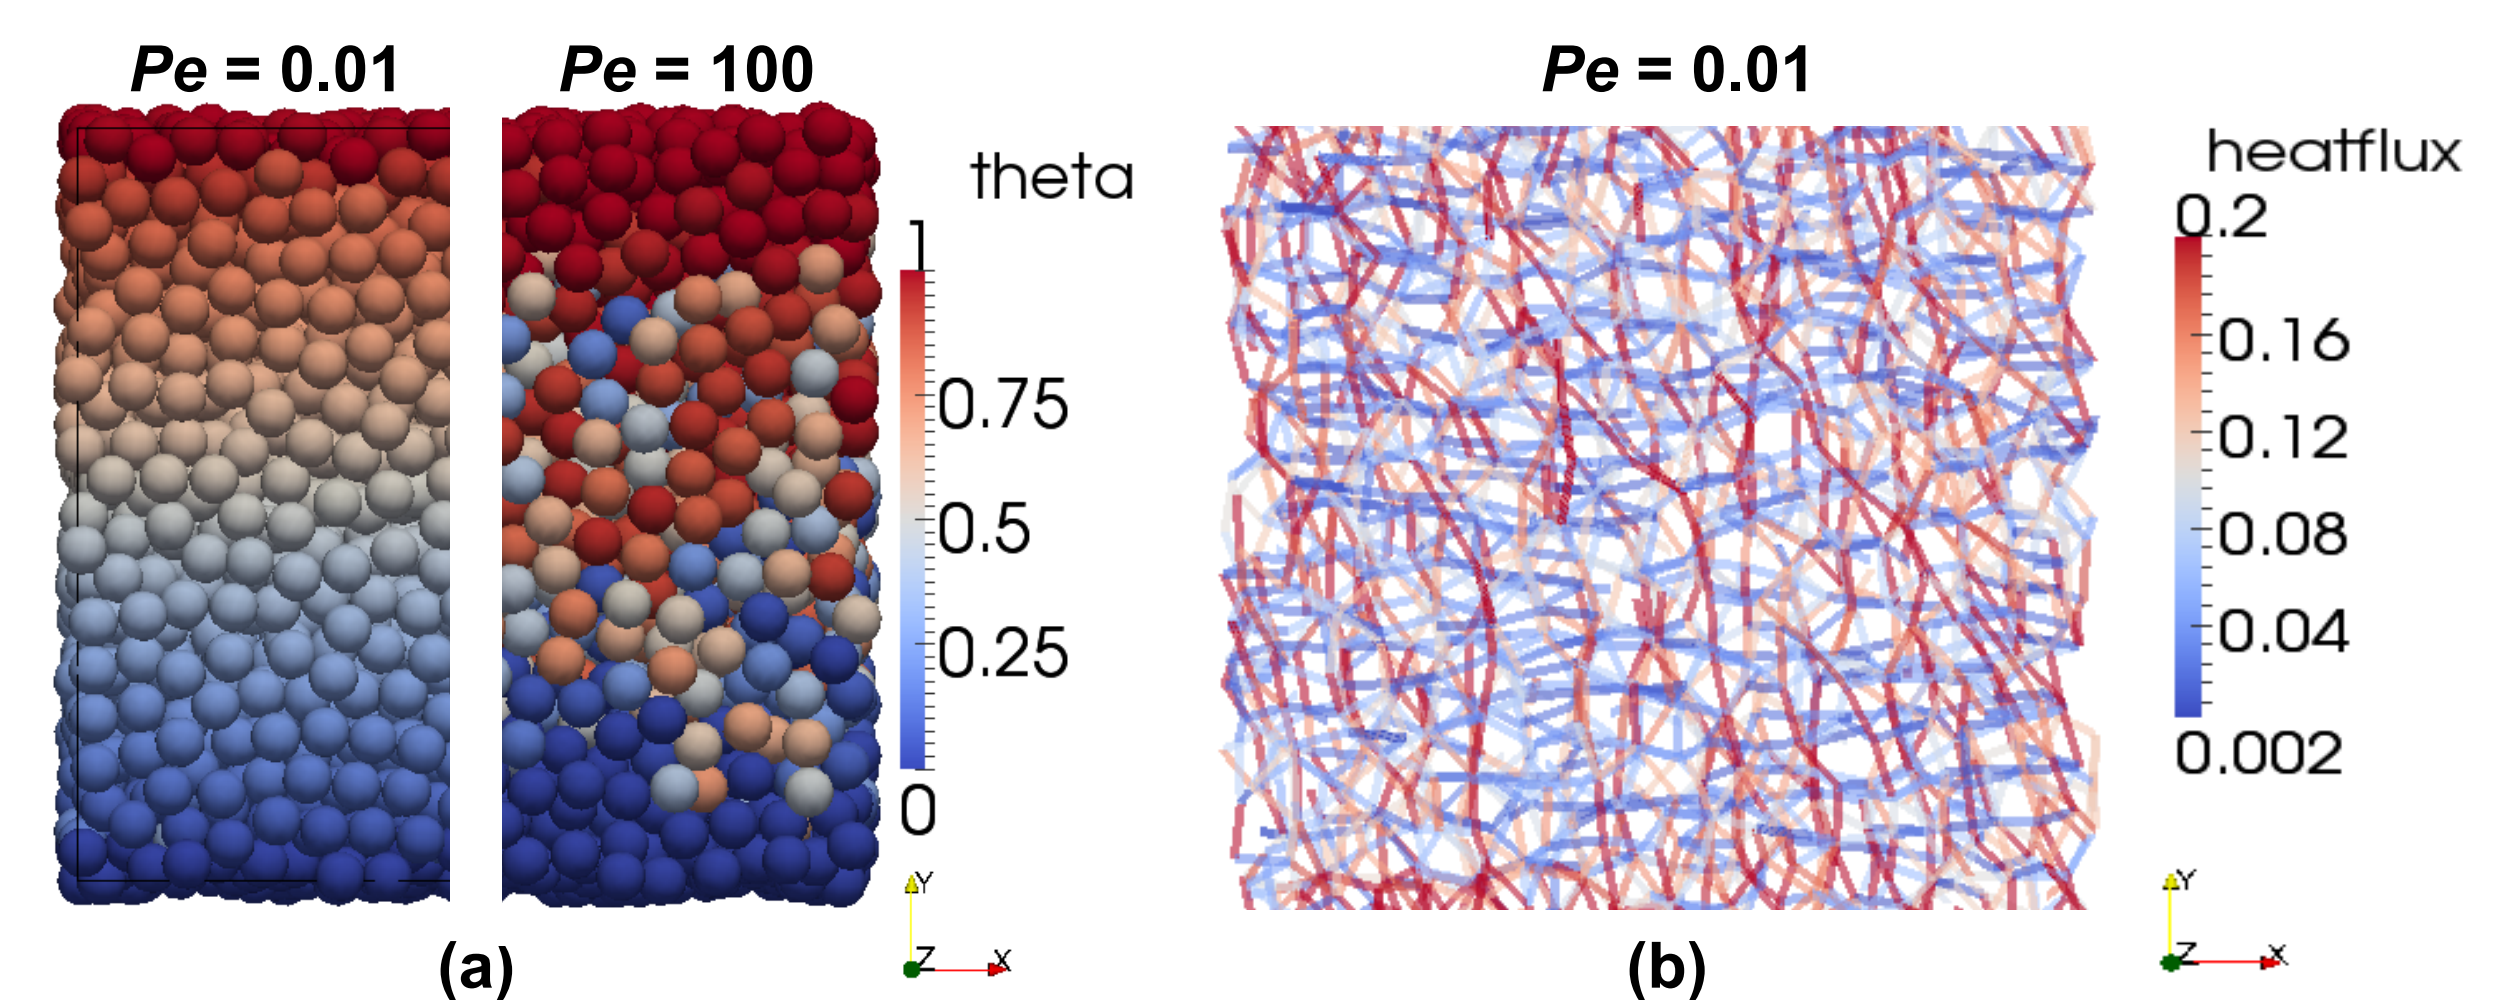 Pe = 0.01
Pe = 100
theta
1
0.75
0.5
0.25
0
Y
Z
X
(a)
Pe = 0.01
heatflux
0.2
0.16
0.12
0.08
0.04
0.002
Y
Z
X
(b)